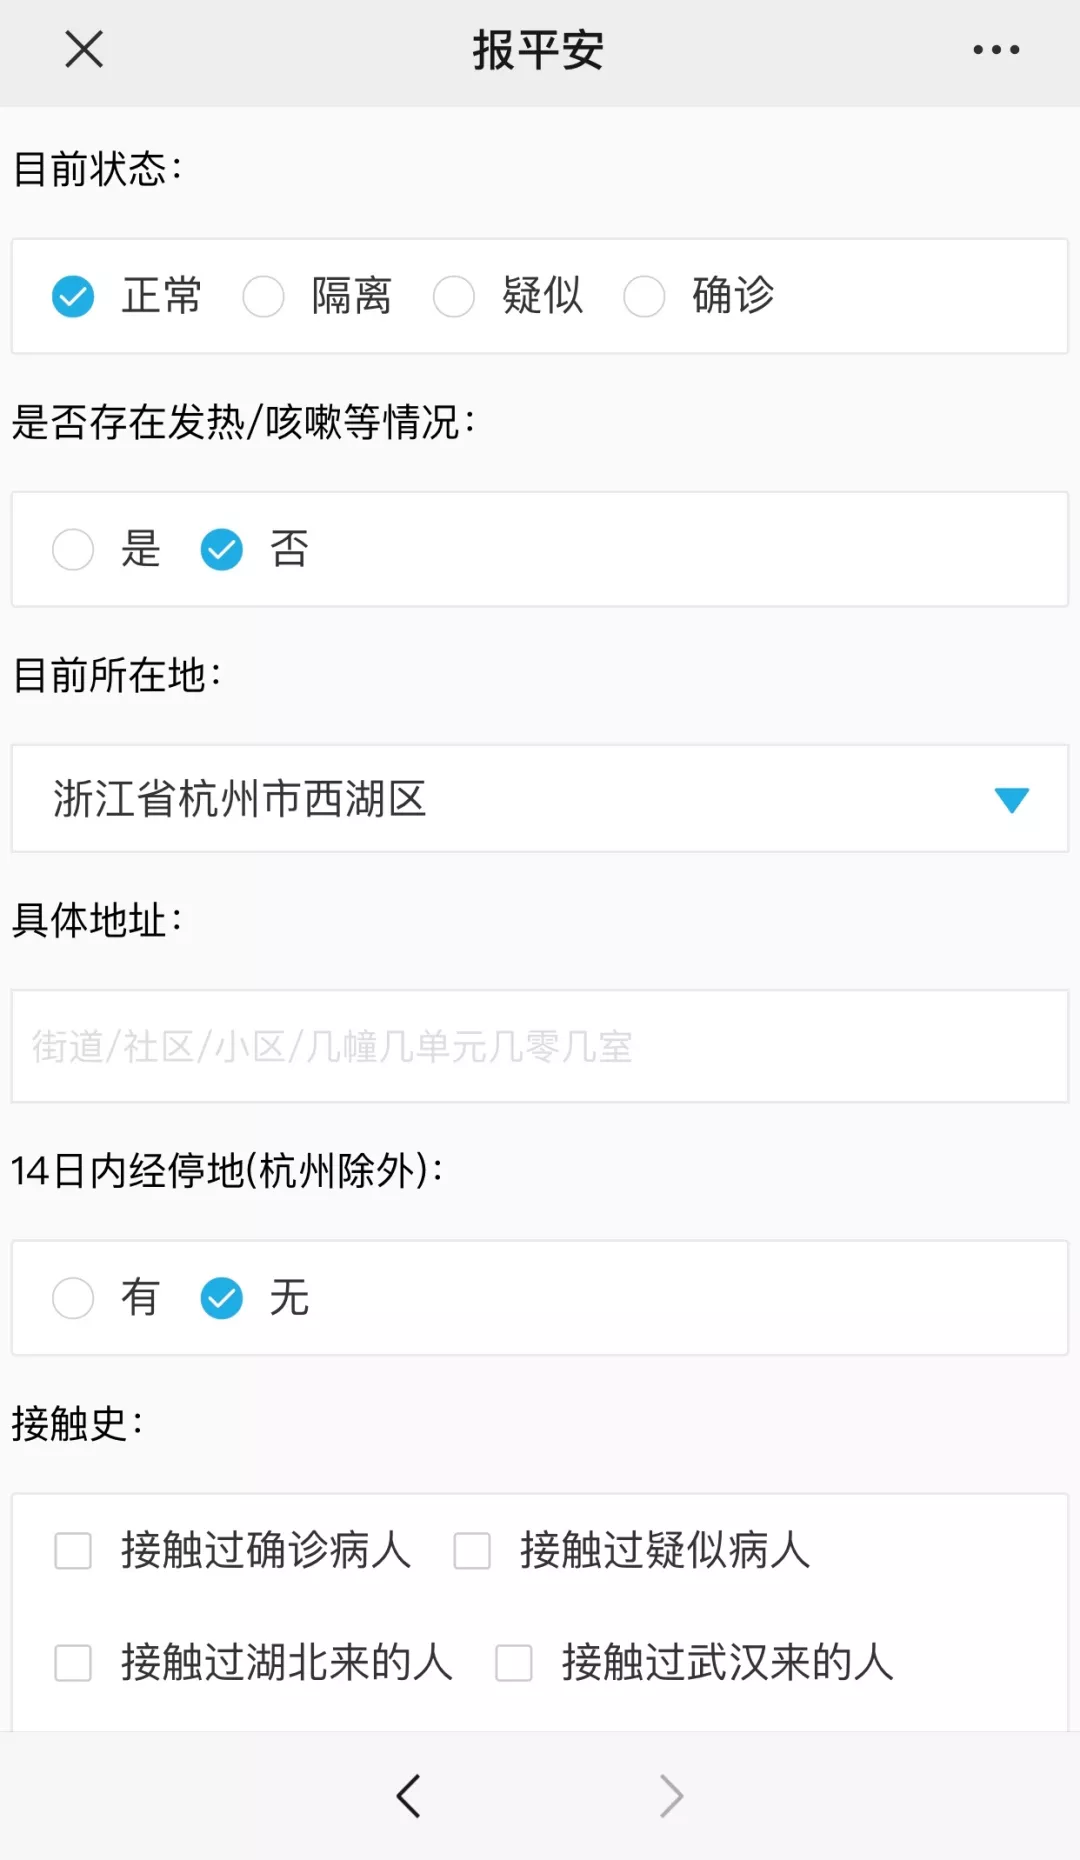 报平安
目前状态：
正常 隔离 疑似 确诊
是否存在发热/咳嗽等情况：
是 否
目前所在地：
浙江省杭州市西湖区
具体地址：
街道/社区/小区/几幢几单元几零几室
14日内经停地(杭州除外)：
有 无
接触史：
接触过确诊病人 接触过疑似病人
接触过湖北来的人 接触过武汉来的人